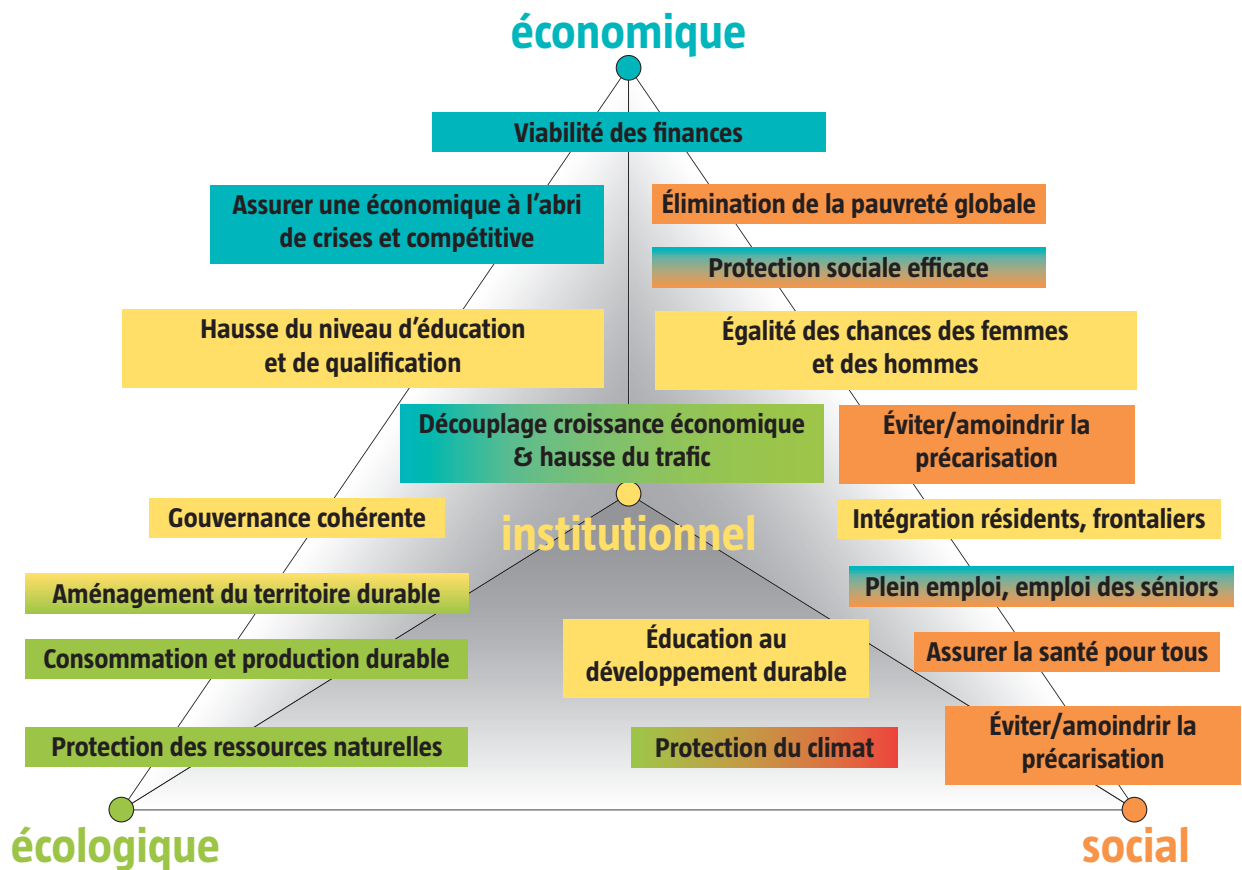 économique
Viabilité des finances
Assurer une économique à l’abri
de crises et compétitive
Élimination de la pauvreté globale
Protection sociale efficace
Hausse du niveau d’éducation
et de qualification
Égalité des chances des femmes
et des hommes
Découplage croissance économique
& hausse du trafic
Éviter/amoindrir la
précarisation
Gouvernance cohérente
institutionnel
Intégration résidents, frontaliers
Aménagement du territoire durable
Plein emploi, emploi des séniors
Consommation et production durable
Éducation au
développement durable
Assurer la santé pour tous
Protection des ressources naturelles
Protection du climat
Éviter/amoindrir la
précarisation
écologique
social